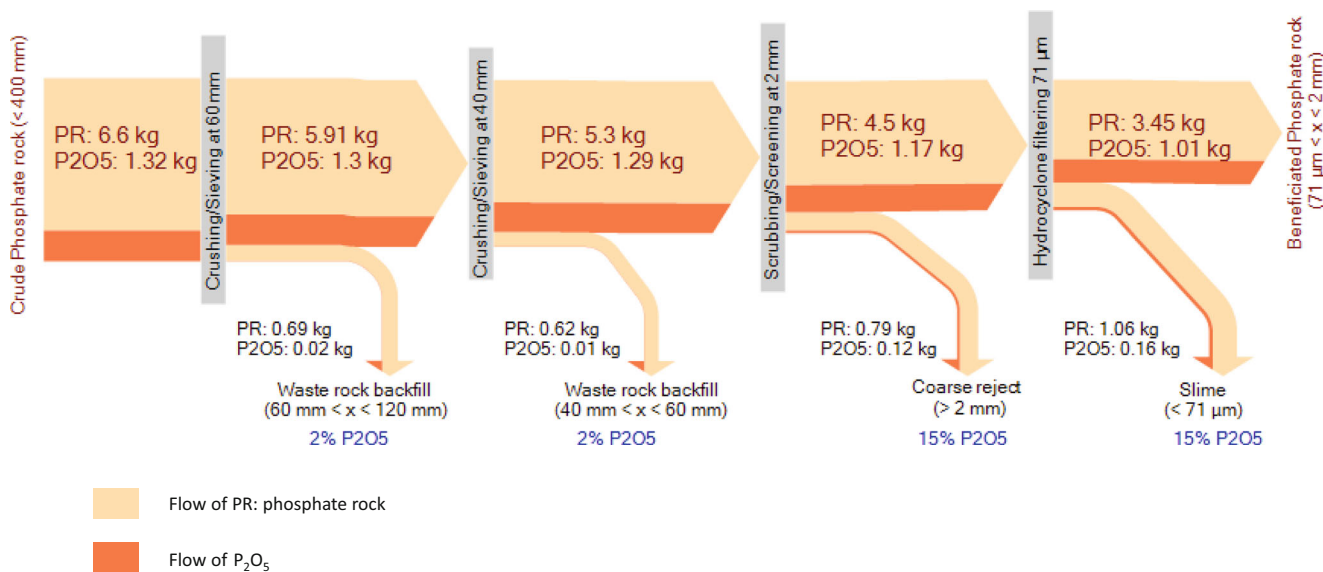 Crude Phosphate rock (< 400 mm)
PR: 6.6 kg
P2O5: 1.32 kg
Crushing/Sieving at 60 mm
PR: 5.91 kg
P2O5: 1.3 kg
PR: 0.69 kg
P2O5: 0.02 kg
Waste rock backfill
(60 mm < x < 120 mm)
2% P2O5
Crushing/Sieving at 40 mm
PR: 5.3 kg
P2O5: 1.29 kg
PR: 0.62 kg
P2O5: 0.01 kg
Waste rock backfill
(40 mm < x < 60 mm)
2% P2O5
Scrubbing/Screening at 2 mm
PR: 4.5 kg
P2O5: 1.17 kg
PR: 0.79 kg
P2O5: 0.12 kg
Coarse reject
(> 2 mm)
15% P2O5
Hydrocyclone filtering 71 µm
PR: 3.45 kg
P2O5: 1.01 kg
PR: 1.06 kg
P2O5: 0.16 kg
Slime
(< 71 µm)
15% P2O5
Beneficiated Phosphate rock
(71 µm < x < 2 mm)
Flow of PR: phosphate rock
Flow of P₂O₅